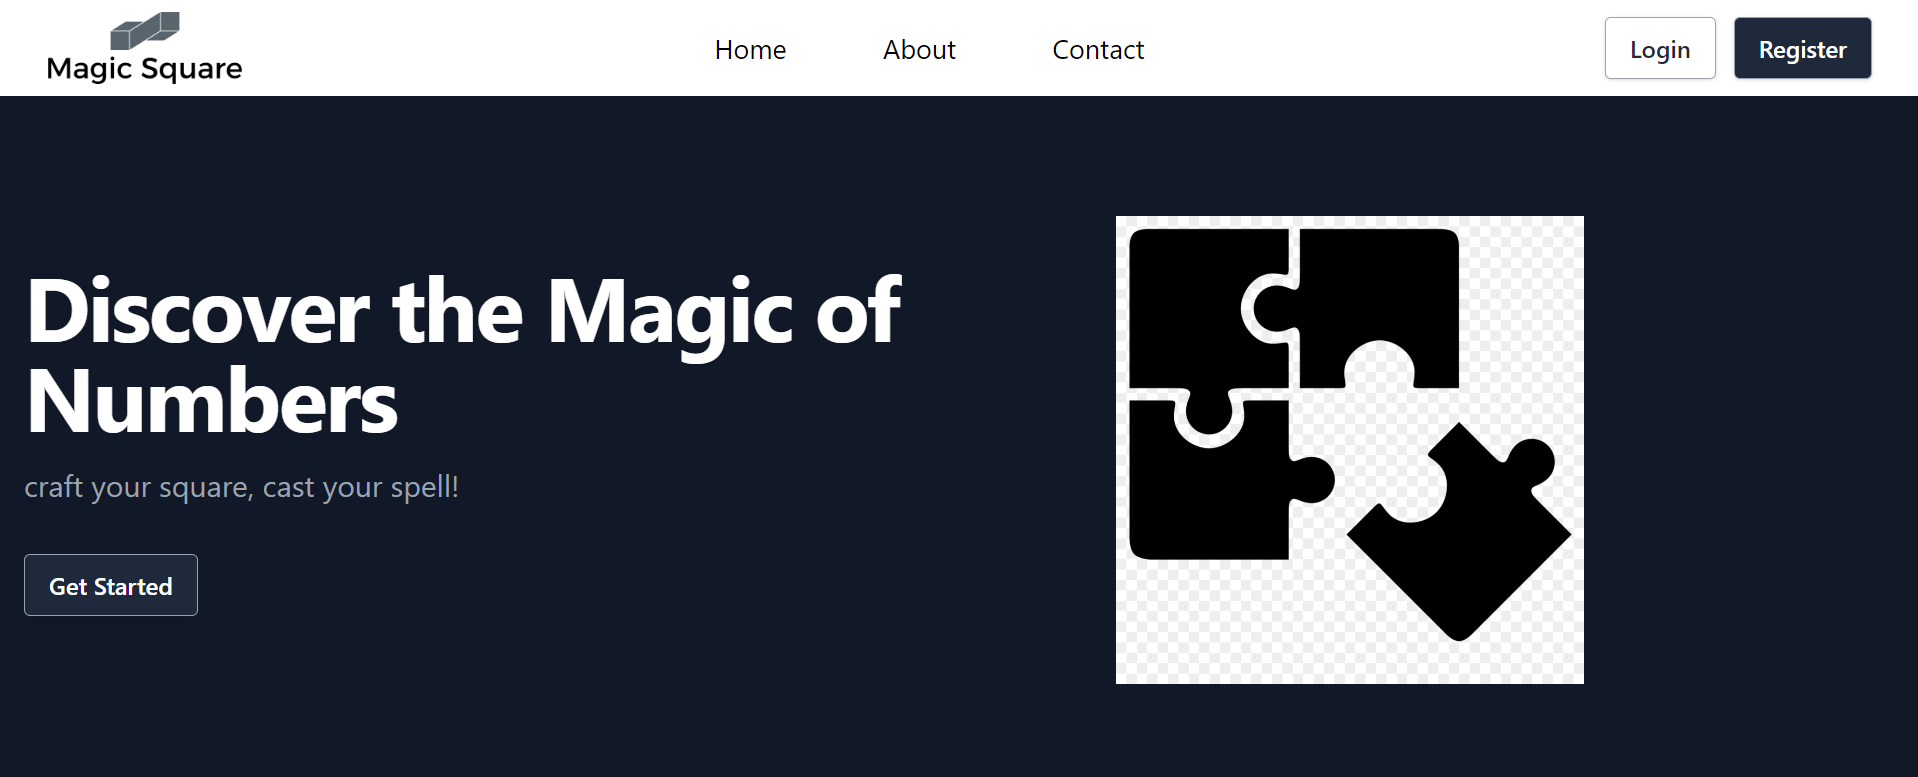 Magic Square
Home
About
Contact
Login
Register
Discover the Magic of
Numbers
craft your square, cast your spell!
Get Started